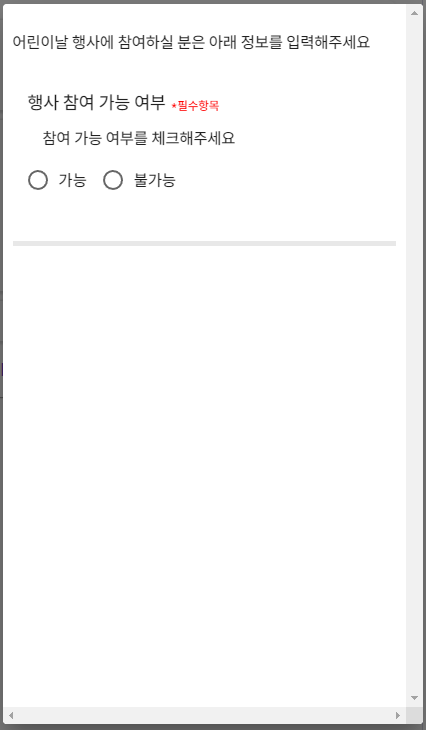 어린이날 행사에 참여하실 분은 아래 정보를 입력해주세요
행사 참여 가능 여부 *필수항목
참여 가능 여부를 체크해주세요
가능 불가능